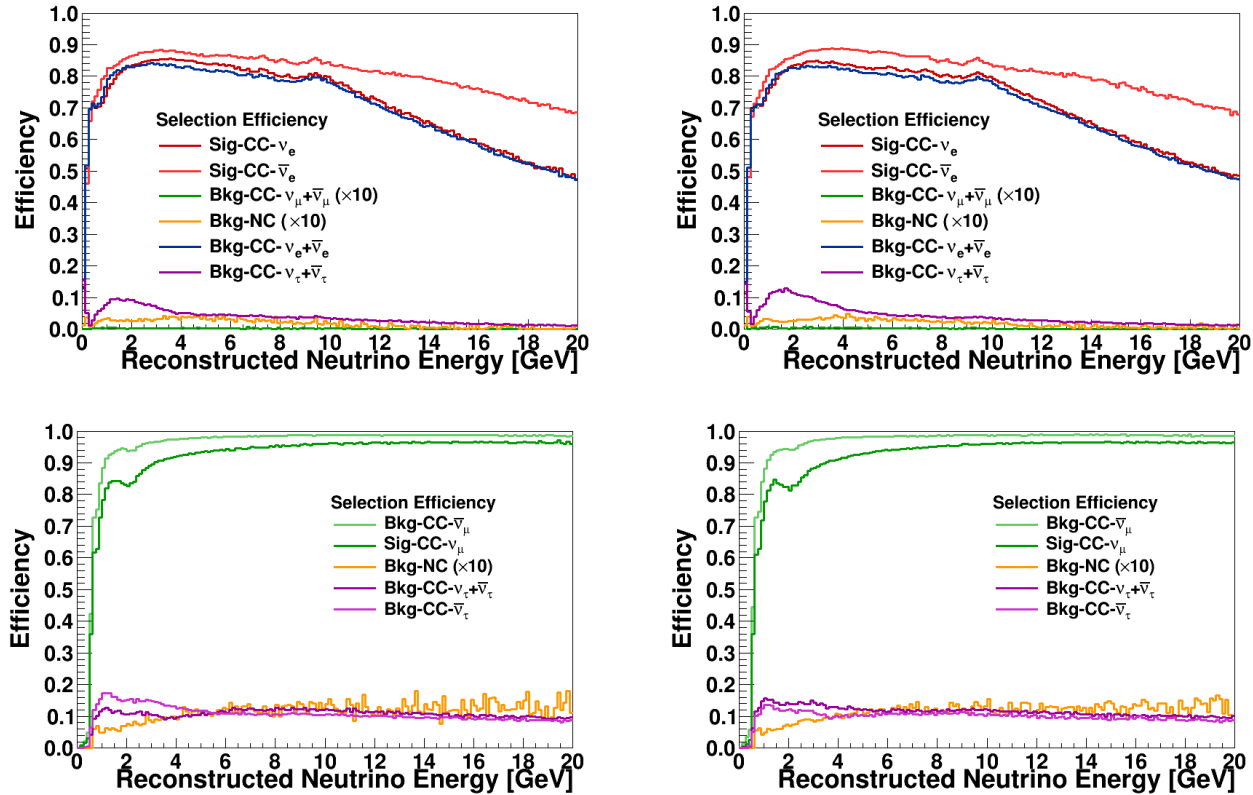 1.0
0.9
0.8
0.7
0.6
0.5
0.4
0.3
0.2
0.1
0.0
Efficiency
Selection Efficiency
Sig-CC-νe
Sig-CC-ν̅e
Bkg-CC-νμ+ν̅μ (×10)
Bkg-NC (×10)
Bkg-CC-νe+ν̅e
Bkg-CC-ντ+ν̅τ
0 2 4 6 8 10 12 14 16 18 20
Reconstructed Neutrino Energy [GeV]
1.0
0.9
0.8
0.7
0.6
0.5
0.4
0.3
0.2
0.1
0.0
Efficiency
Selection Efficiency
Sig-CC-νe
Sig-CC-ν̅e
Bkg-CC-νμ+ν̅μ (×10)
Bkg-NC (×10)
Bkg-CC-νe+ν̅e
Bkg-CC-ντ+ν̅τ
0 2 4 6 8 10 12 14 16 18 20
Reconstructed Neutrino Energy [GeV]
1.0
0.9
0.8
0.7
0.6
0.5
0.4
0.3
0.2
0.1
0.0
Efficiency
Selection Efficiency
Bkg-CC-ν̅μ
Sig-CC-νμ
Bkg-NC (×10)
Bkg-CC-ντ+ν̅τ
Bkg-CC-ν̅τ
0 2 4 6 8 10 12 14 16 18 20
Reconstructed Neutrino Energy [GeV]
1.0
0.9
0.8
0.7
0.6
0.5
0.4
0.3
0.2
0.1
0.0
Efficiency
Selection Efficiency
Bkg-CC-ν̅μ
Sig-CC-νμ
Bkg-NC (×10)
Bkg-CC-ντ+ν̅τ
Bkg-CC-ν̅τ
0 2 4 6 8 10 12 14 16 18 20
Reconstructed Neutrino Energy [GeV]